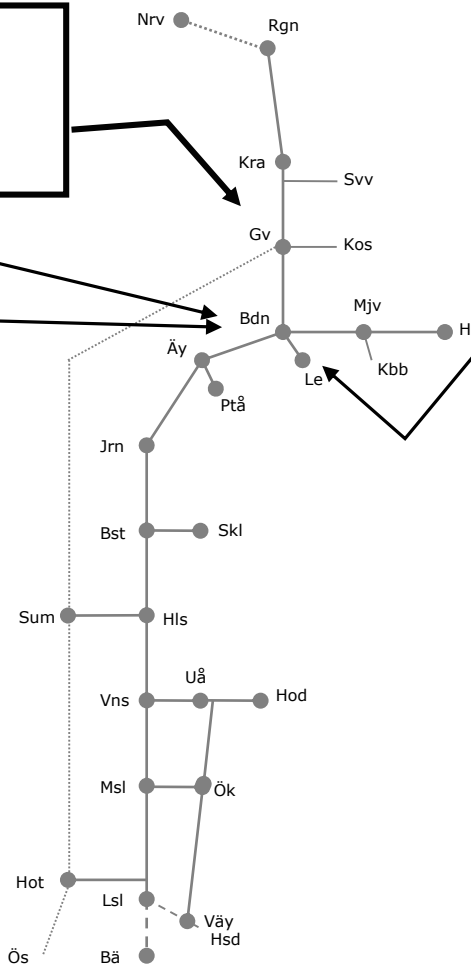 Nrv
Rgn
Kra
Svv
Gv
Kos
Bdn
Mjv
H
Äy
Le
Kbb
Ptå
Jrn
Bst
Skl
Sum
Hls
Uå
Vns
Hod
Msl
Ök
Hot
Lsl
Väy
Hsd
Ös
Bä